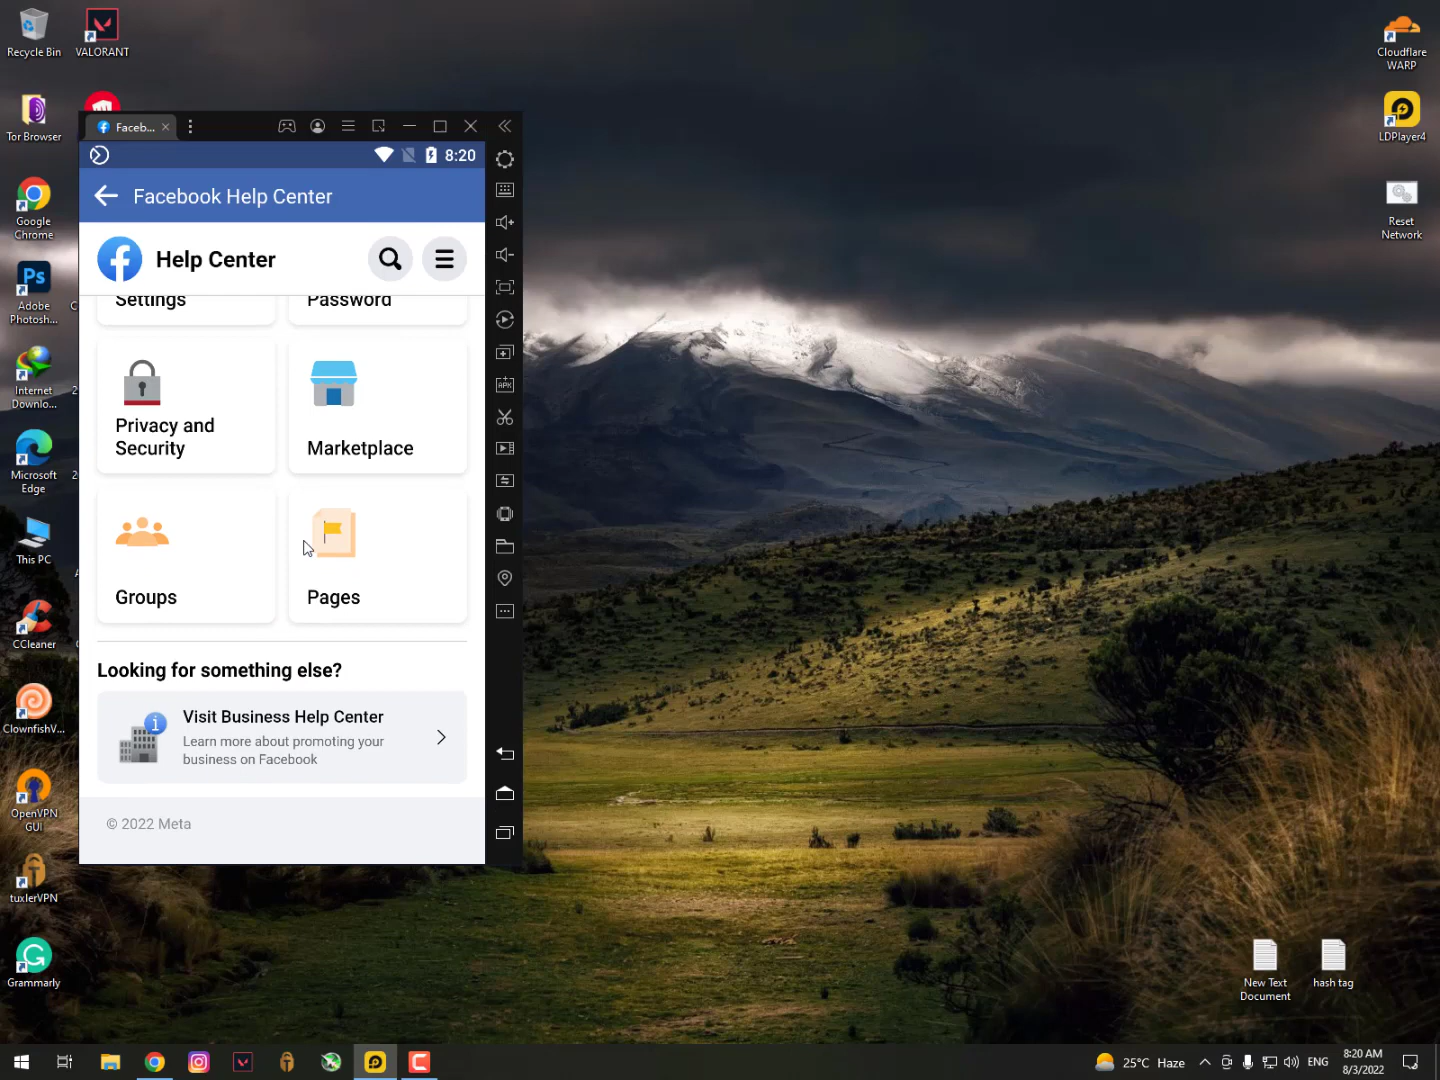 Recycle Bin
VALORANT
Tor Browser
Google
Chrome
Adobe
Photosh...
Internet
Downlo...
Microsoft
Edge
This PC
CCleaner
ClownfishV...
OpenVPN
GUI
tuxlerVPN
Grammarly
Faceb...
8:20
Facebook Help Center
Help Center
Settings
Password
Privacy and
Security
Marketplace
Groups
Pages
Looking for something else?
Visit Business Help Center
Learn more about promoting your
business on Facebook
© 2022 Meta
APK
Cloudflare
WARP
LDPlayer4
Reset
Network
New Text
Document
hash tag
25°C Haze
ENG
8:20 AM
8/3/2022